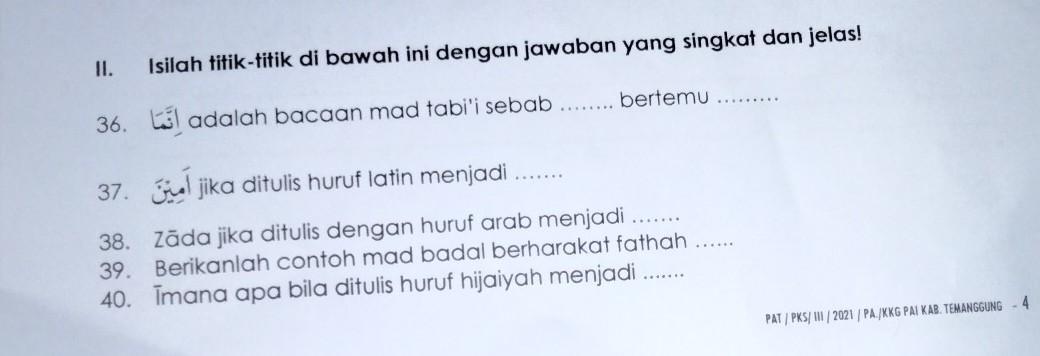 II. Isilah titik-titik di bawah ini dengan jawaban yang singkat dan jelas!
36. اِنَّمَا adalah bacaan mad tabi'i sebab ........ bertemu .........
37. أَمِيْنَ jika ditulis huruf latin menjadi .......
38. Zāda jika ditulis dengan huruf arab menjadi .......
39. Berikanlah contoh mad badal berharakat fathah ......
40. Īmana apa bila ditulis huruf hijaiyah menjadi .......
PAT / PKS/ III / 2021 / PA./KKG PAI KAB. TEMANGGUNG - 4